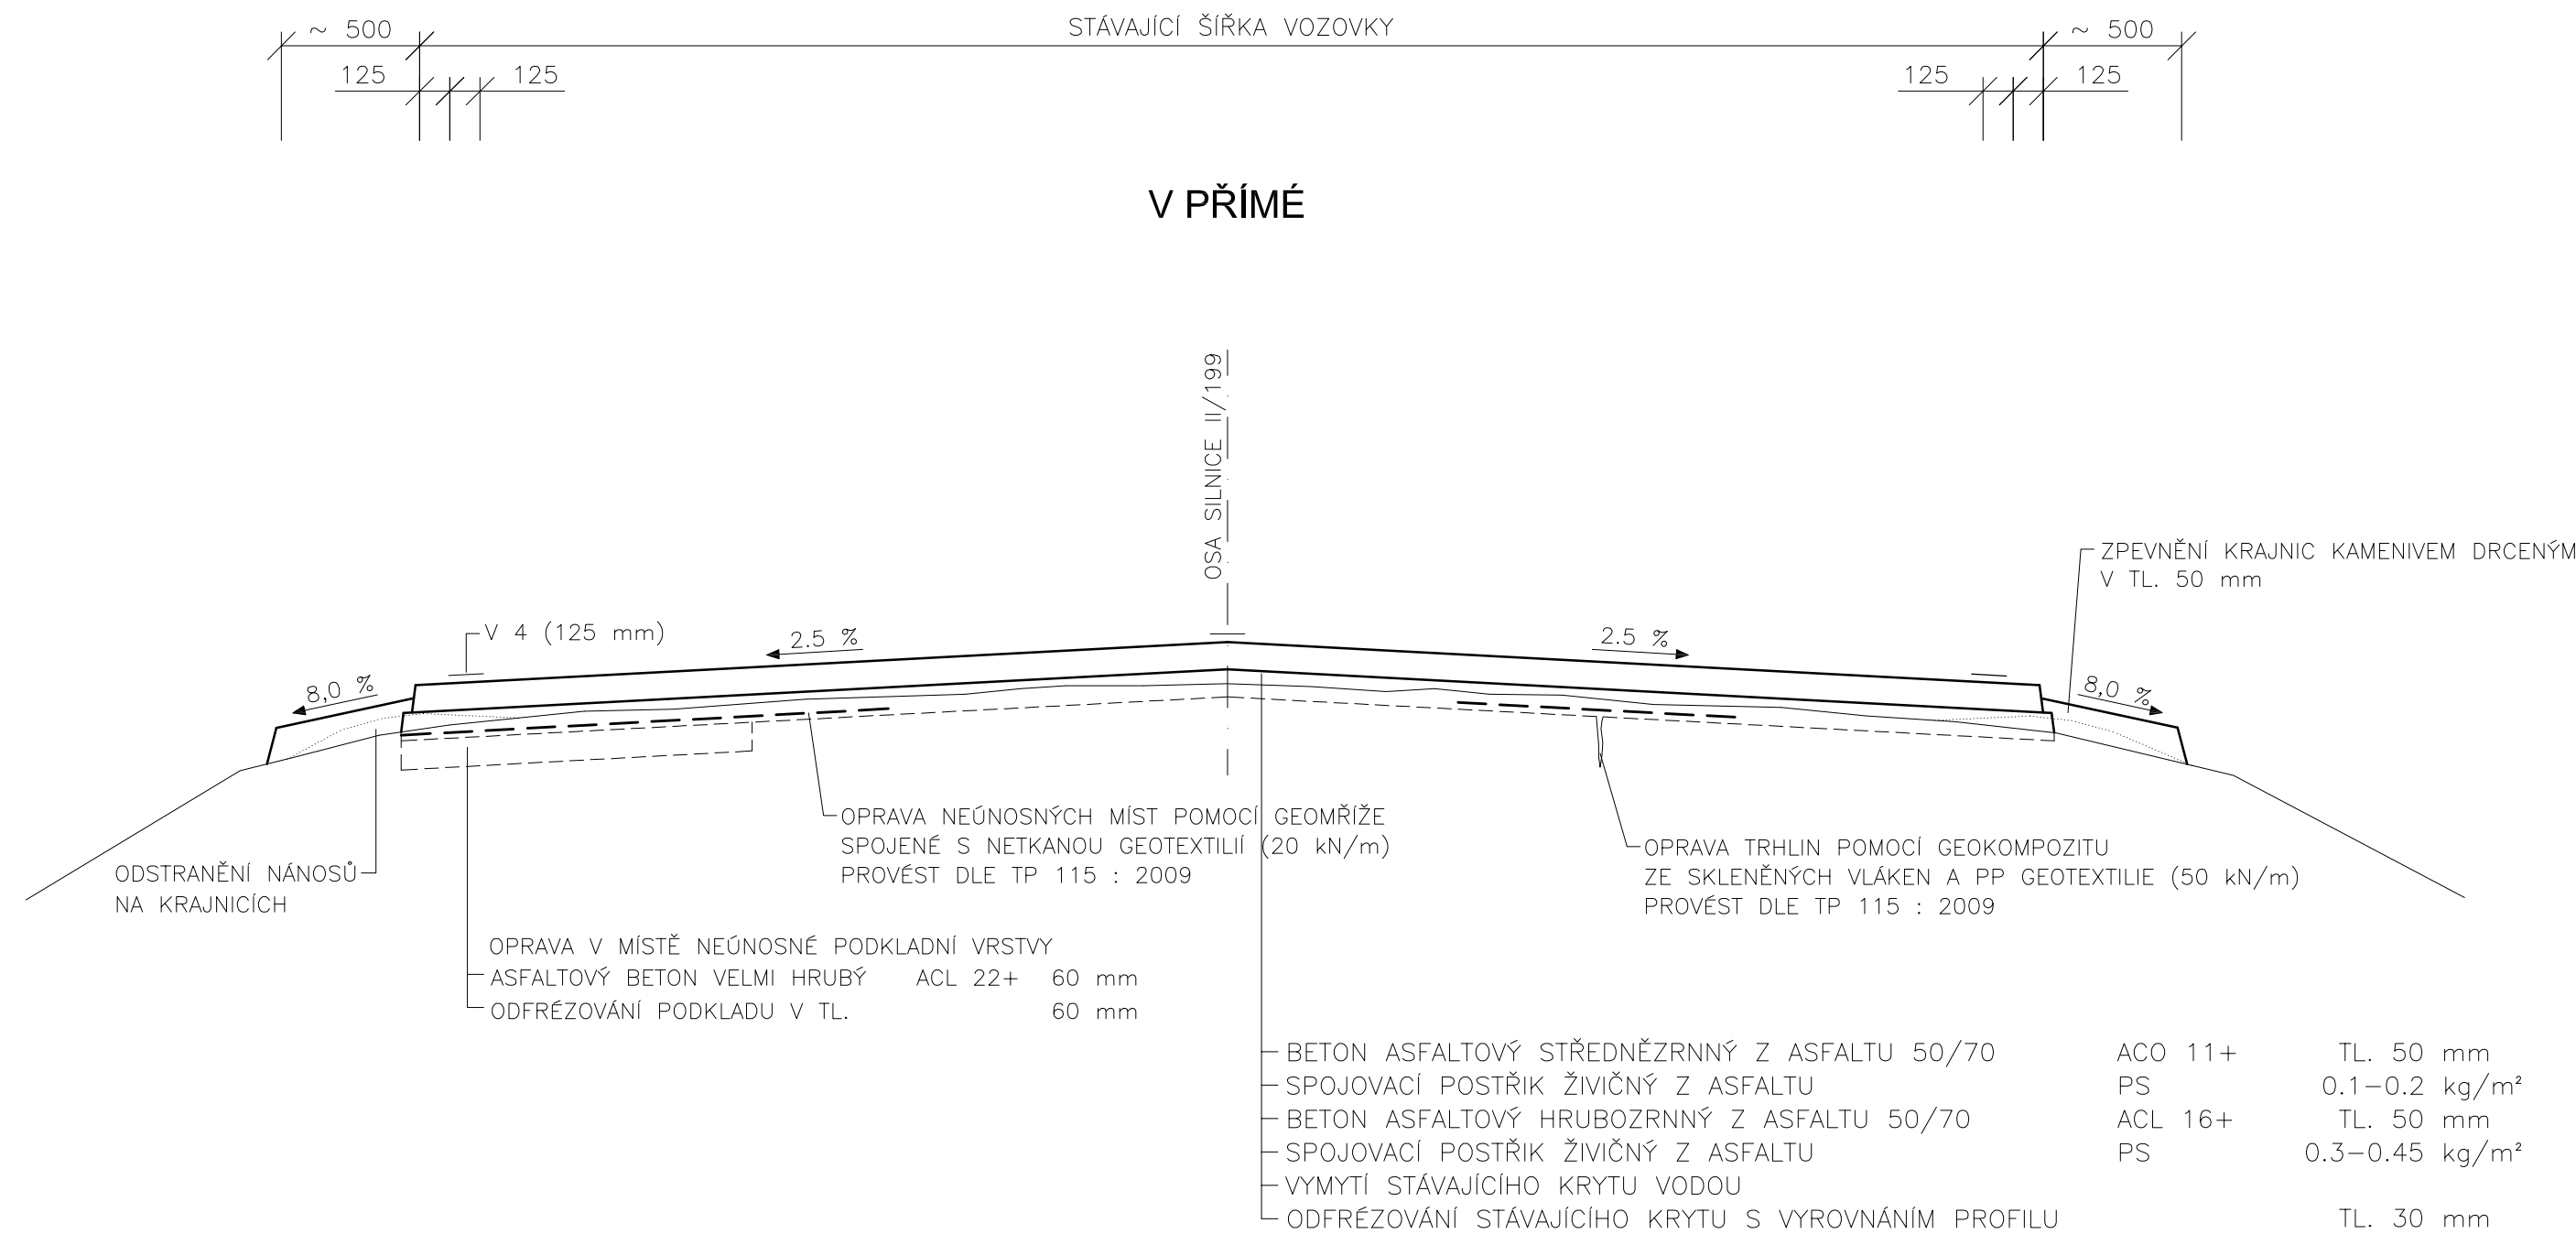 ~ 500
STÁVAJÍCÍ ŠÍŘKA VOZOVKY
~ 500
125
125
125
125
V PŘÍMÉ
OSA SILNICE II/199
ZPEVNĚNÍ KRAJNIC KAMENIVEM DRCENÝM
V TL. 50 mm
V 4 (125 mm)
2.5 %
2.5 %
8,0 %
8,0 %
OPRAVA NEÚNOSNÝCH MÍST POMOCÍ GEOMŘÍŽE
SPOJENÉ S NETKANOU GEOTEXTILIÍ (20 kN/m)
PROVÉST DLE TP 115 : 2009
OPRAVA TRHLIN POMOCÍ GEOKOMPOZITU
ZE SKLENĚNÝCH VLÁKEN A PP GEOTEXTILIE (50 kN/m)
PROVÉST DLE TP 115 : 2009
ODSTRANĚNÍ NÁNOSŮ
NA KRAJNICÍCH
OPRAVA V MÍSTĚ NEÚNOSNÉ PODKLADNÍ VRSTVY
ASFALTOVÝ BETON VELMI HRUBÝ ACL 22+ 60 mm
ODFRÉZOVÁNÍ PODKLADU V TL. 60 mm
BETON ASFALTOVÝ STŘEDNĚZRNNÝ Z ASFALTU 50/70 ACO 11+ TL. 50 mm
SPOJOVACÍ POSTŘIK ŽIVIČNÝ Z ASFALTU PS 0.1-0.2 kg/m²
BETON ASFALTOVÝ HRUBOZRNNÝ Z ASFALTU 50/70 ACL 16+ TL. 50 mm
SPOJOVACÍ POSTŘIK ŽIVIČNÝ Z ASFALTU PS 0.3-0.45 kg/m²
VYMYTÍ STÁVAJÍCÍHO KRYTU VODOU
ODFRÉZOVÁNÍ STÁVAJÍCÍHO KRYTU S VYROVNÁNÍM PROFILU TL. 30 mm